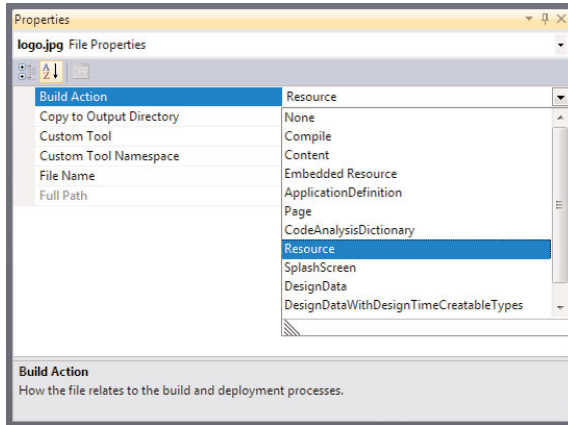 Properties
logo.jpg File Properties
Build Action Resource
Copy to Output Directory
Custom Tool
Custom Tool Namespace
File Name
Full Path
None
Compile
Content
Embedded Resource
ApplicationDefinition
Page
CodeAnalysisDictionary
Resource
SplashScreen
DesignData
DesignDataWithDesignTimeCreatableTypes
Build Action
How the file relates to the build and deployment processes.